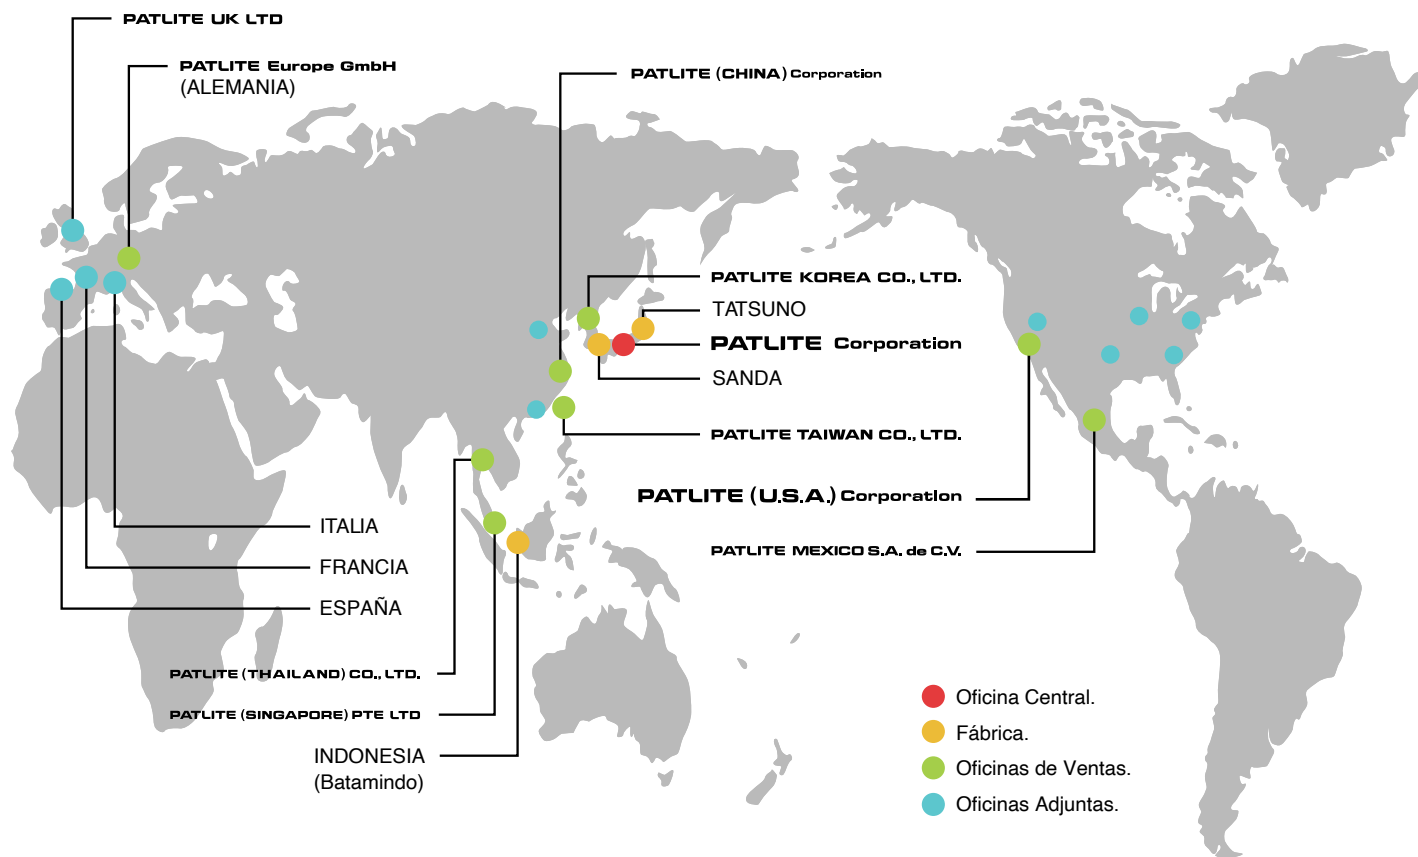 PATLITE UK LTD
PATLITE Europe GmbH
(ALEMANIA)
PATLITE (CHINA) Corporation
PATLITE KOREA CO., LTD.
TATSUNO
PATLITE Corporation
SANDA
PATLITE TAIWAN CO., LTD.
PATLITE (U.S.A.) Corporation
PATLITE MEXICO S.A. de C.V.
ITALIA
FRANCIA
ESPAÑA
PATLITE (THAILAND) CO., LTD.
PATLITE (SINGAPORE) PTE LTD
INDONESIA
(Batamindo)
Oficina Central.
Fábrica.
Oficinas de Ventas.
Oficinas Adjuntas.